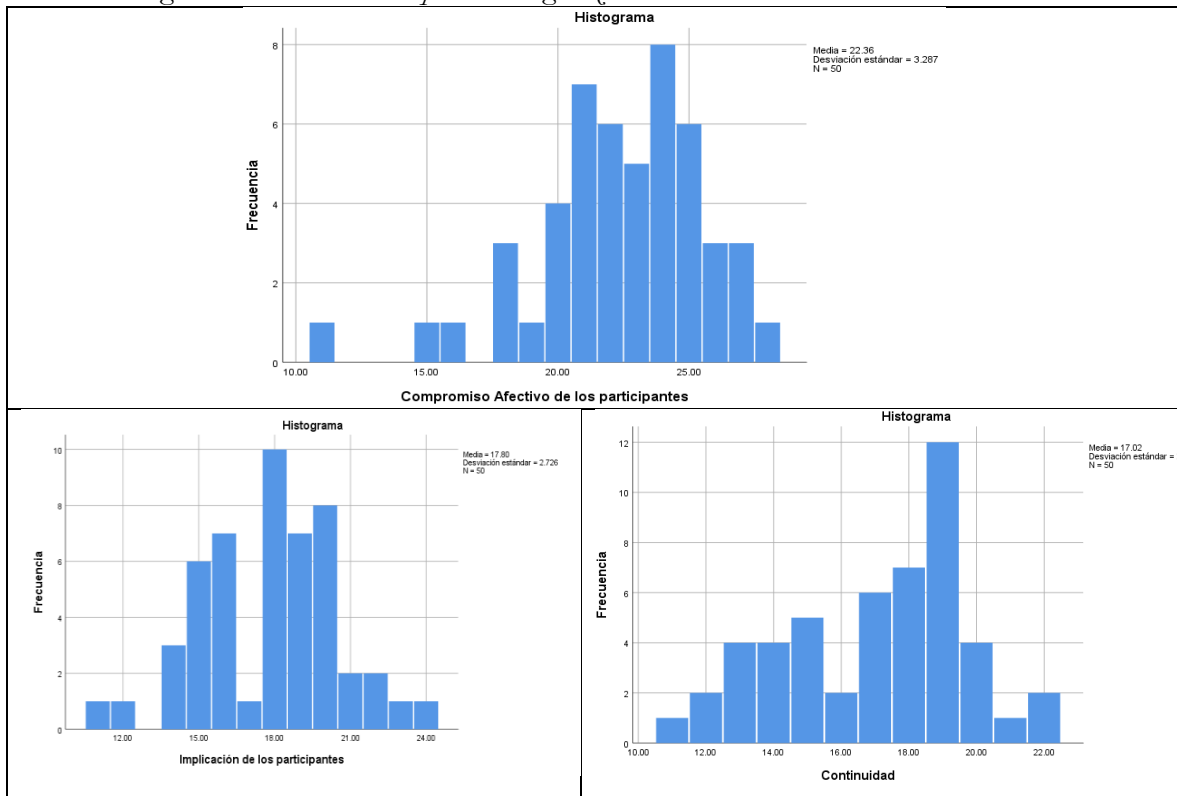 Histograma
Media = 22.36
Desviación estándar = 3.287
N = 50
Frecuencia
8
6
4
2
0
10.00 15.00 20.00 25.00
Compromiso Afectivo de los participantes
Histograma
Media = 17.80
Desviación estándar = 2.726
N = 50
Frecuencia
10
8
6
4
2
0
12.00 15.00 18.00 21.00 24.00
Implicación de los participantes
Histograma
Media = 17.02
Desviación estándar =
N = 50
Frecuencia
12
10
8
6
4
2
0
10.00 12.00 14.00 16.00 18.00 20.00 22.00
Continuidad